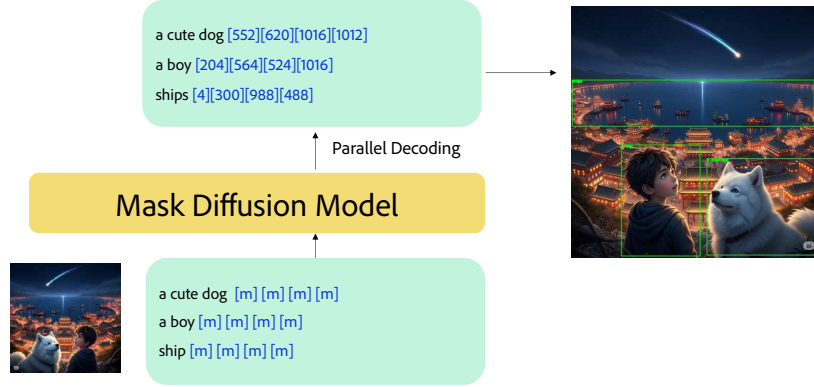 a cute dog [552][620][1016][1012]
a boy [204][564][524][1016]
ships [4][300][988][488]
Parallel Decoding
Mask Diffusion Model
a cute dog [m] [m] [m] [m]
a boy [m] [m] [m] [m]
ship [m] [m] [m] [m]